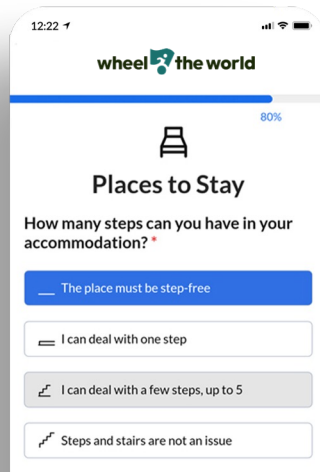 12:22
wheel the world
80%
Places to Stay
How many steps can you have in your
accommodation? *
The place must be step-free
I can deal with one step
I can deal with a few steps, up to 5
Steps and stairs are not an issue